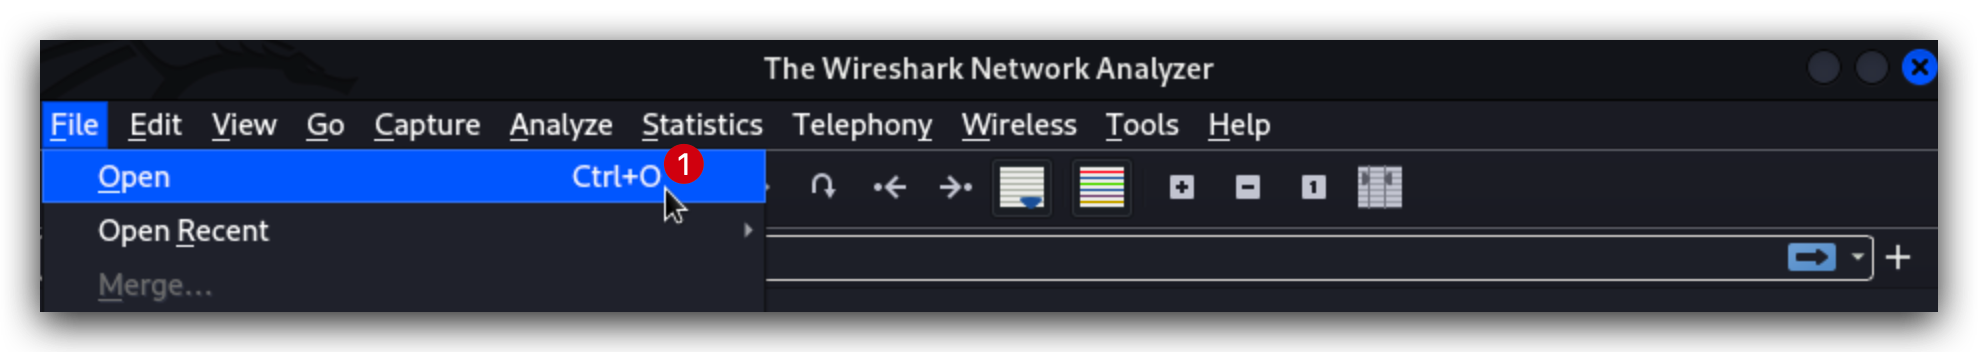 The Wireshark Network Analyzer
File Edit View Go Capture Analyze Statistics Telephony Wireless Tools Help
Open Ctrl+O 1
1
Open Recent
Merge...